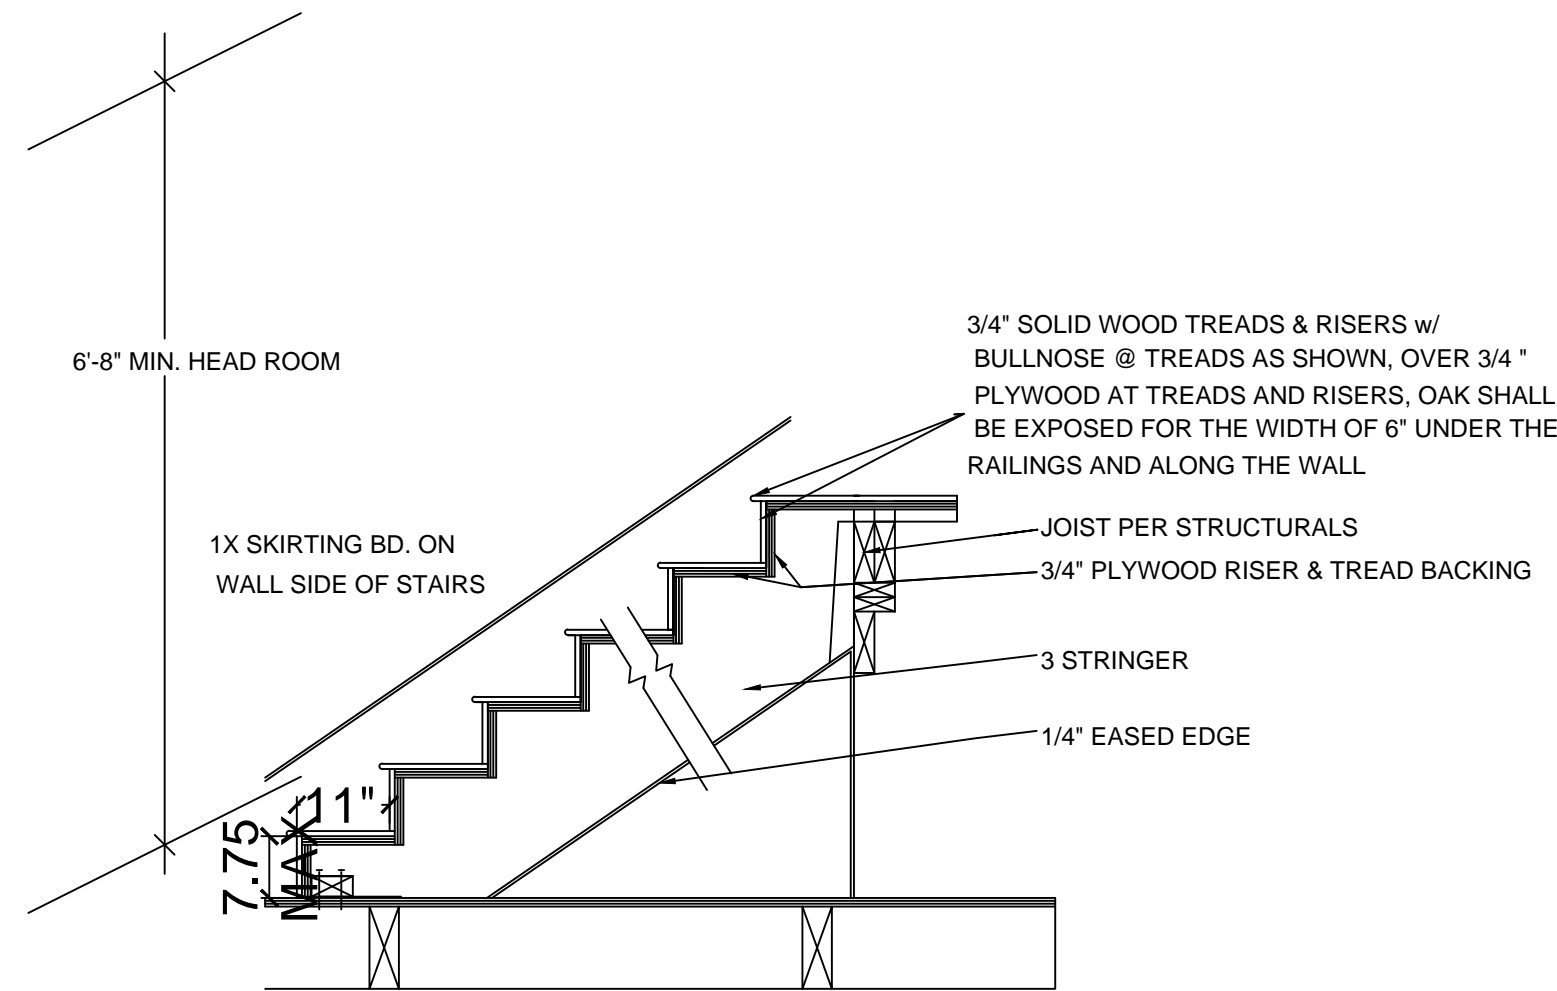 6'-8" MIN. HEAD ROOM
3/4" SOLID WOOD TREADS & RISERS w/
BULLNOSE @ TREADS AS SHOWN, OVER 3/4 "
PLYWOOD AT TREADS AND RISERS, OAK SHALL
BE EXPOSED FOR THE WIDTH OF 6" UNDER THE
RAILINGS AND ALONG THE WALL
1X SKIRTING BD. ON
WALL SIDE OF STAIRS
JOIST PER STRUCTURALS
3/4" PLYWOOD RISER & TREAD BACKING
3 STRINGER
1/4" EASED EDGE
11"
7.75
MAX